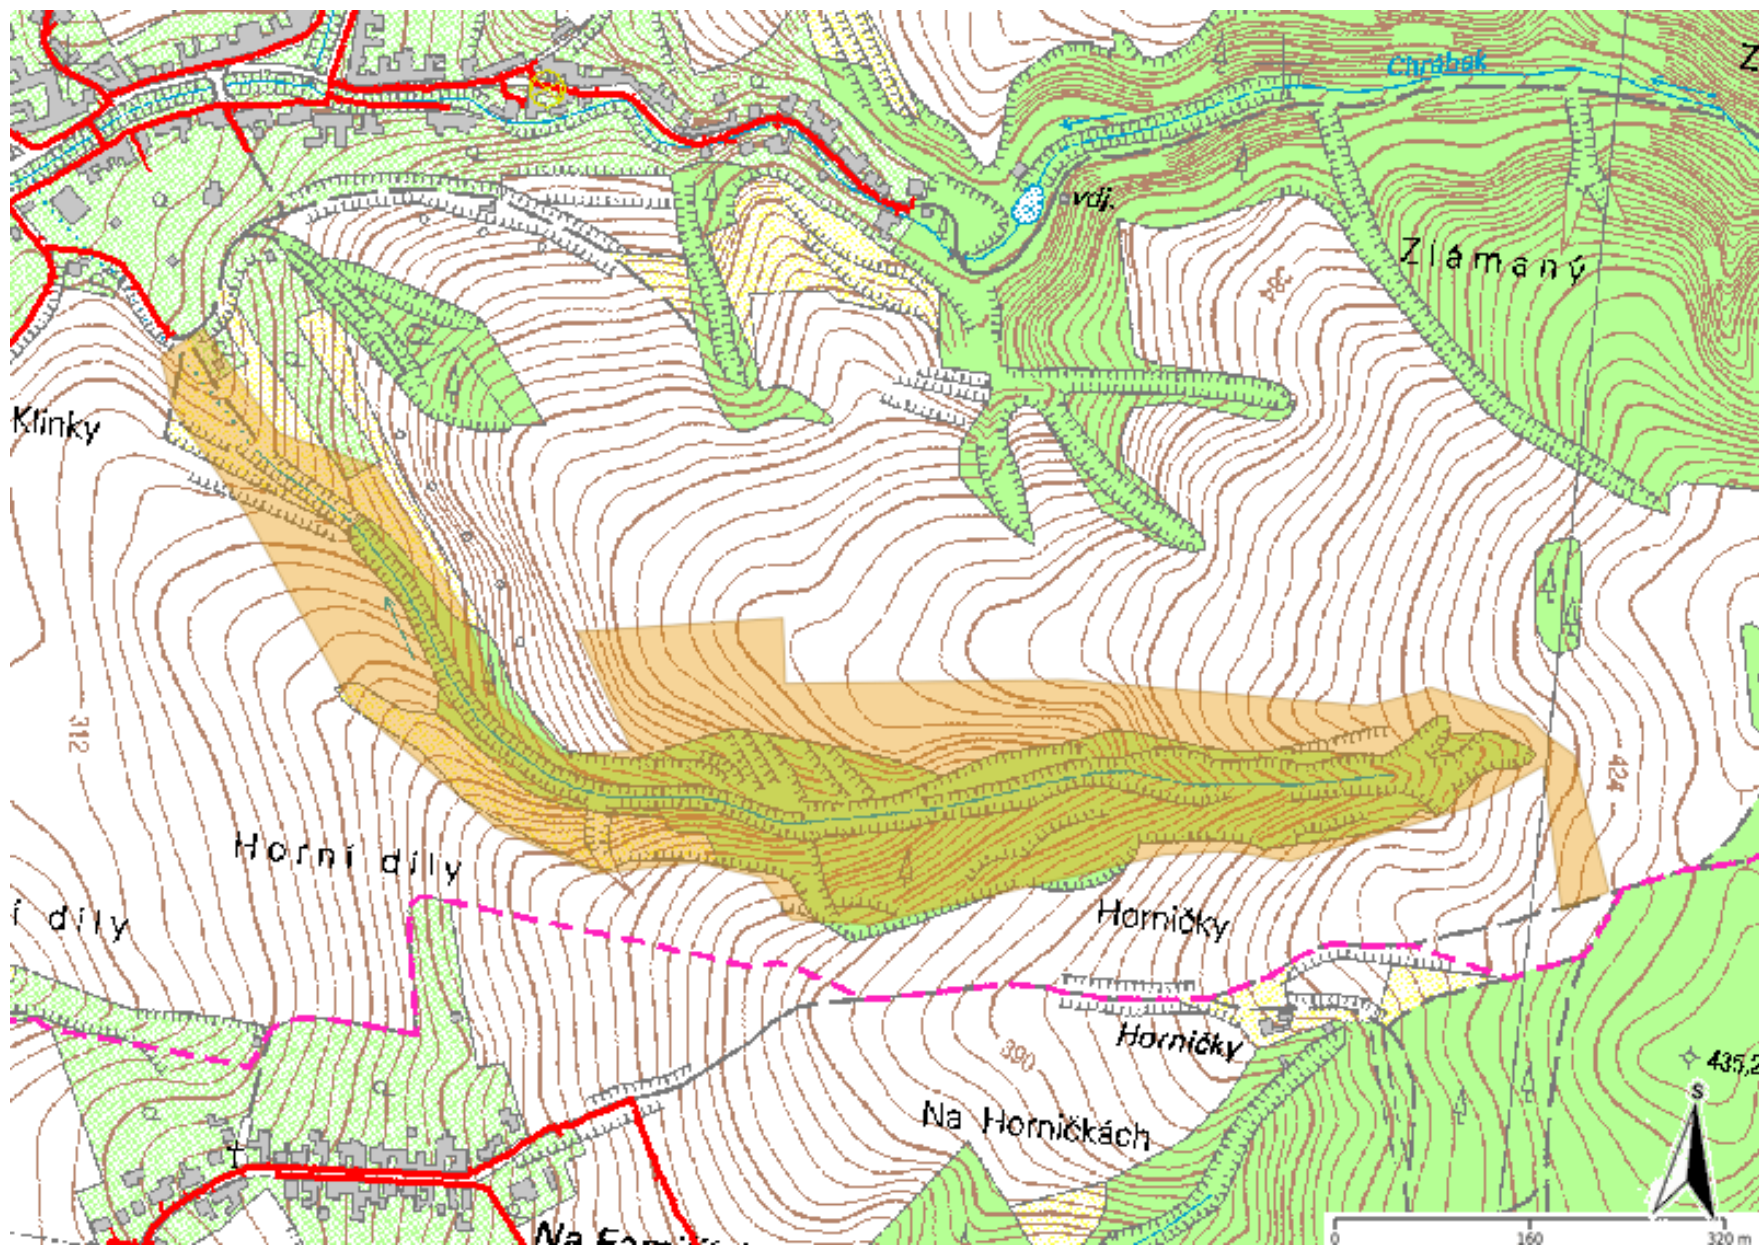 Z
Chrábek
vdj.
Zlámaný
384
Klínky
312
424
Horní díly
í díly
Horničky
Horničky
390
435,2
S
Na Horničkách
0 160 320 m